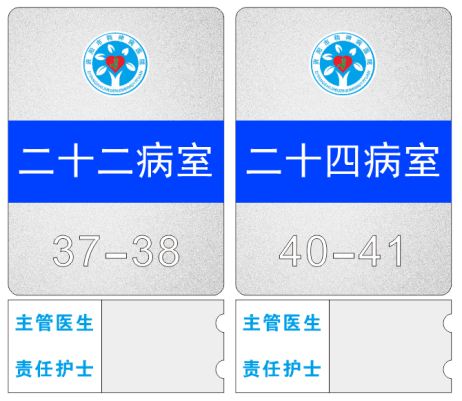 二十二病室
37-38
主管医生
责任护士
二十四病室
40-41
主管医生
责任护士